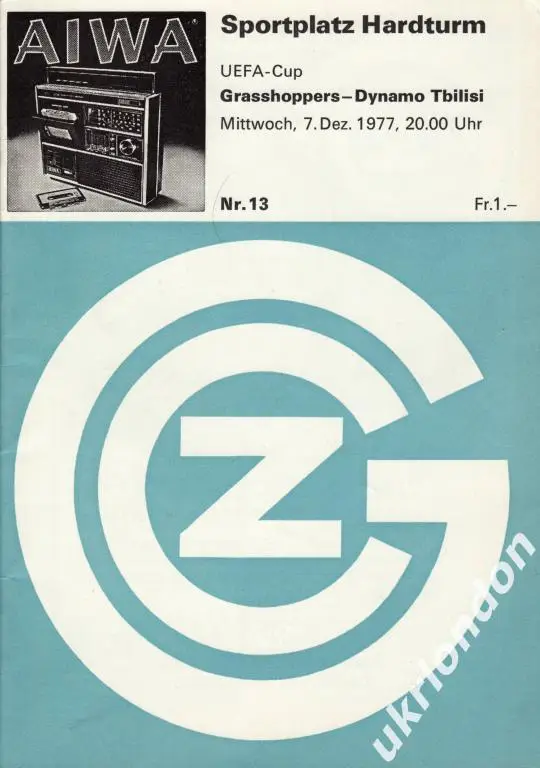 AIWA
Sportplatz Hardturm
UEFA-Cup
Grasshoppers–Dynamo Tbilisi
Mittwoch, 7. Dez. 1977, 20.00 Uhr
Nr. 13 Fr. 1.–
GCZ
ukrlondon